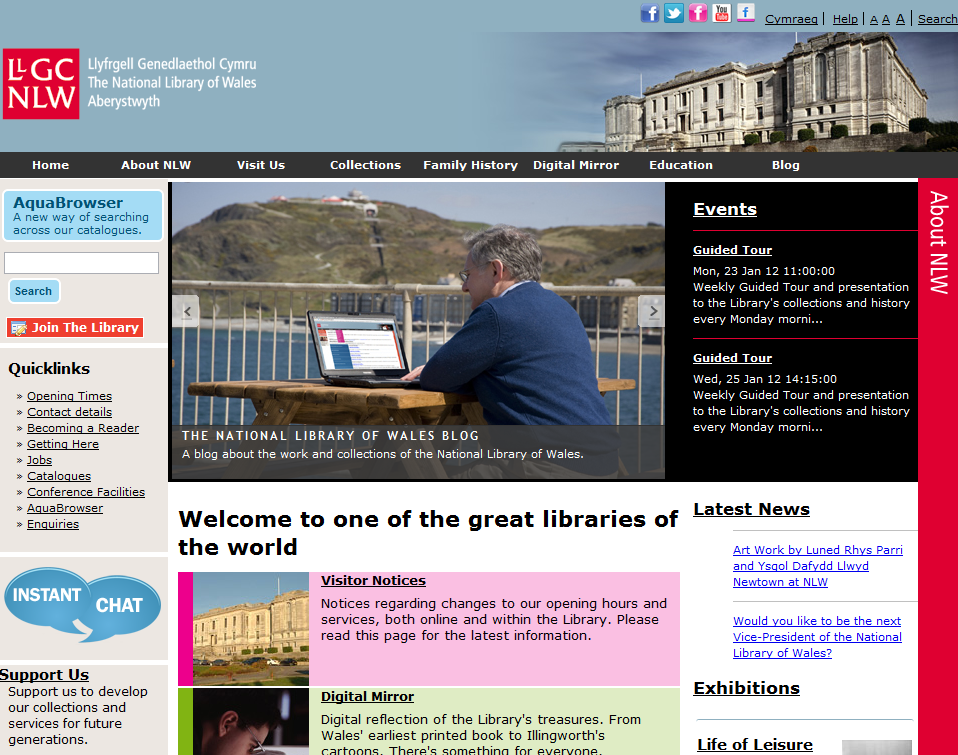 f
f
You
Tube
f
Cymraeg | Help | A A A | Search
LLGC
NLW
Llyfrgell Genedlaethol Cymru
The National Library of Wales
Aberystwyth
Home About NLW Visit Us Collections Family History Digital Mirror Education Blog
AquaBrowser
A new way of searching
across our catalogues.
Search
Join The Library
Quicklinks
» Opening Times
» Contact details
» Becoming a Reader
» Getting Here
» Jobs
» Catalogues
» Conference Facilities
» AquaBrowser
» Enquiries
INSTANT
CHAT
Support Us
Support us to develop
our collections and
services for future
generations.
THE NATIONAL LIBRARY OF WALES BLOG
A blog about the work and collections of the National Library of Wales.
Welcome to one of the great libraries of
the world
Visitor Notices
Notices regarding changes to our opening hours and
services, both online and within the Library. Please
read this page for the latest information.
Digital Mirror
Digital reflection of the Library's treasures. From
Wales' earliest printed book to Illingworth's
cartoons. There's something for everyone.
Events
Guided Tour
Mon, 23 Jan 12 11:00:00
Weekly Guided Tour and presentation
to the Library's collections and history
every Monday morni...
Guided Tour
Wed, 25 Jan 12 14:15:00
Weekly Guided Tour and presentation
to the Library's collections and history
every Monday morni...
Latest News
Art Work by Luned Rhys Parri
and Ysgol Dafydd Llwyd
Newtown at NLW
Would you like to be the next
Vice-President of the National
Library of Wales?
Exhibitions
Life of Leisure
About NLW